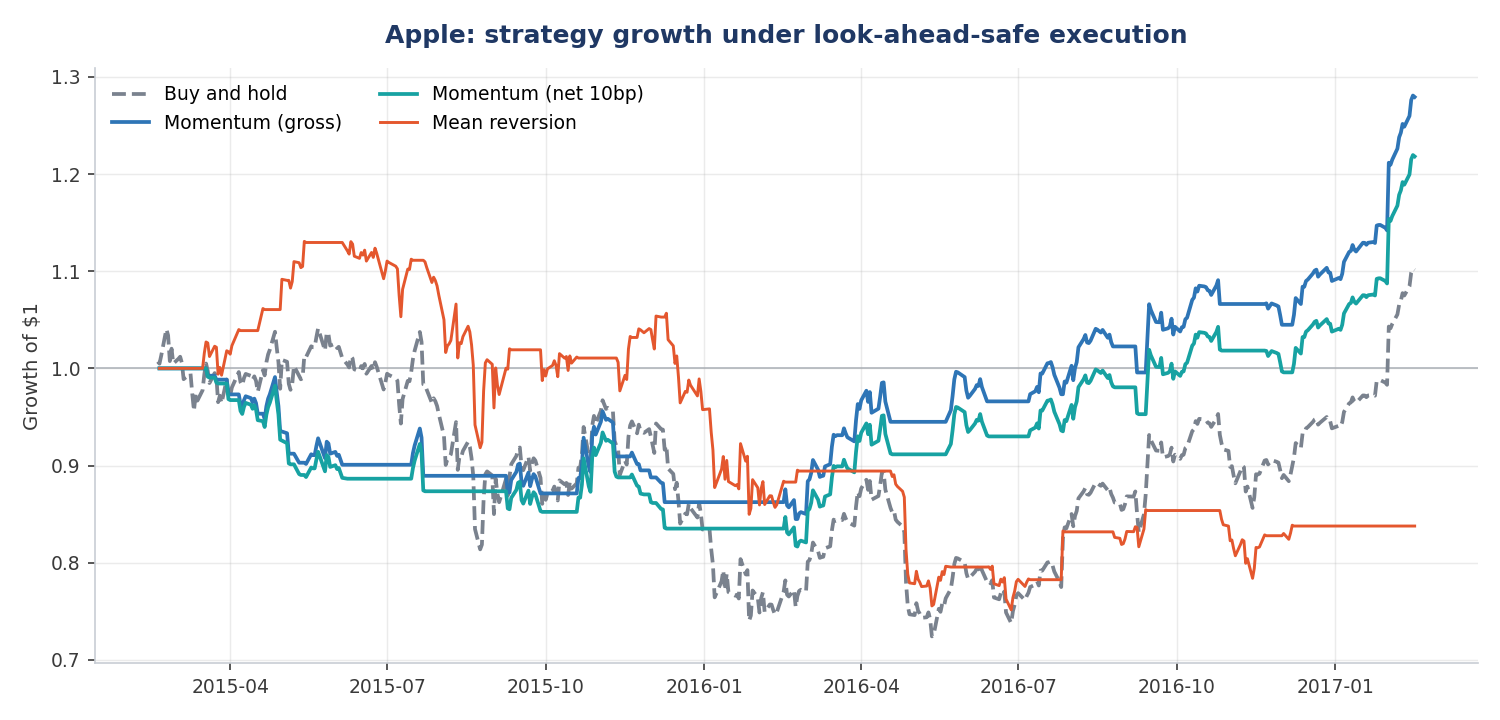 Apple: strategy growth under look-ahead-safe execution
Buy and hold
Momentum (gross)
Momentum (net 10bp)
Mean reversion
Growth of $1
1.3
1.2
1.1
1.0
0.9
0.8
0.7
2015-04
2015-07
2015-10
2016-01
2016-04
2016-07
2016-10
2017-01